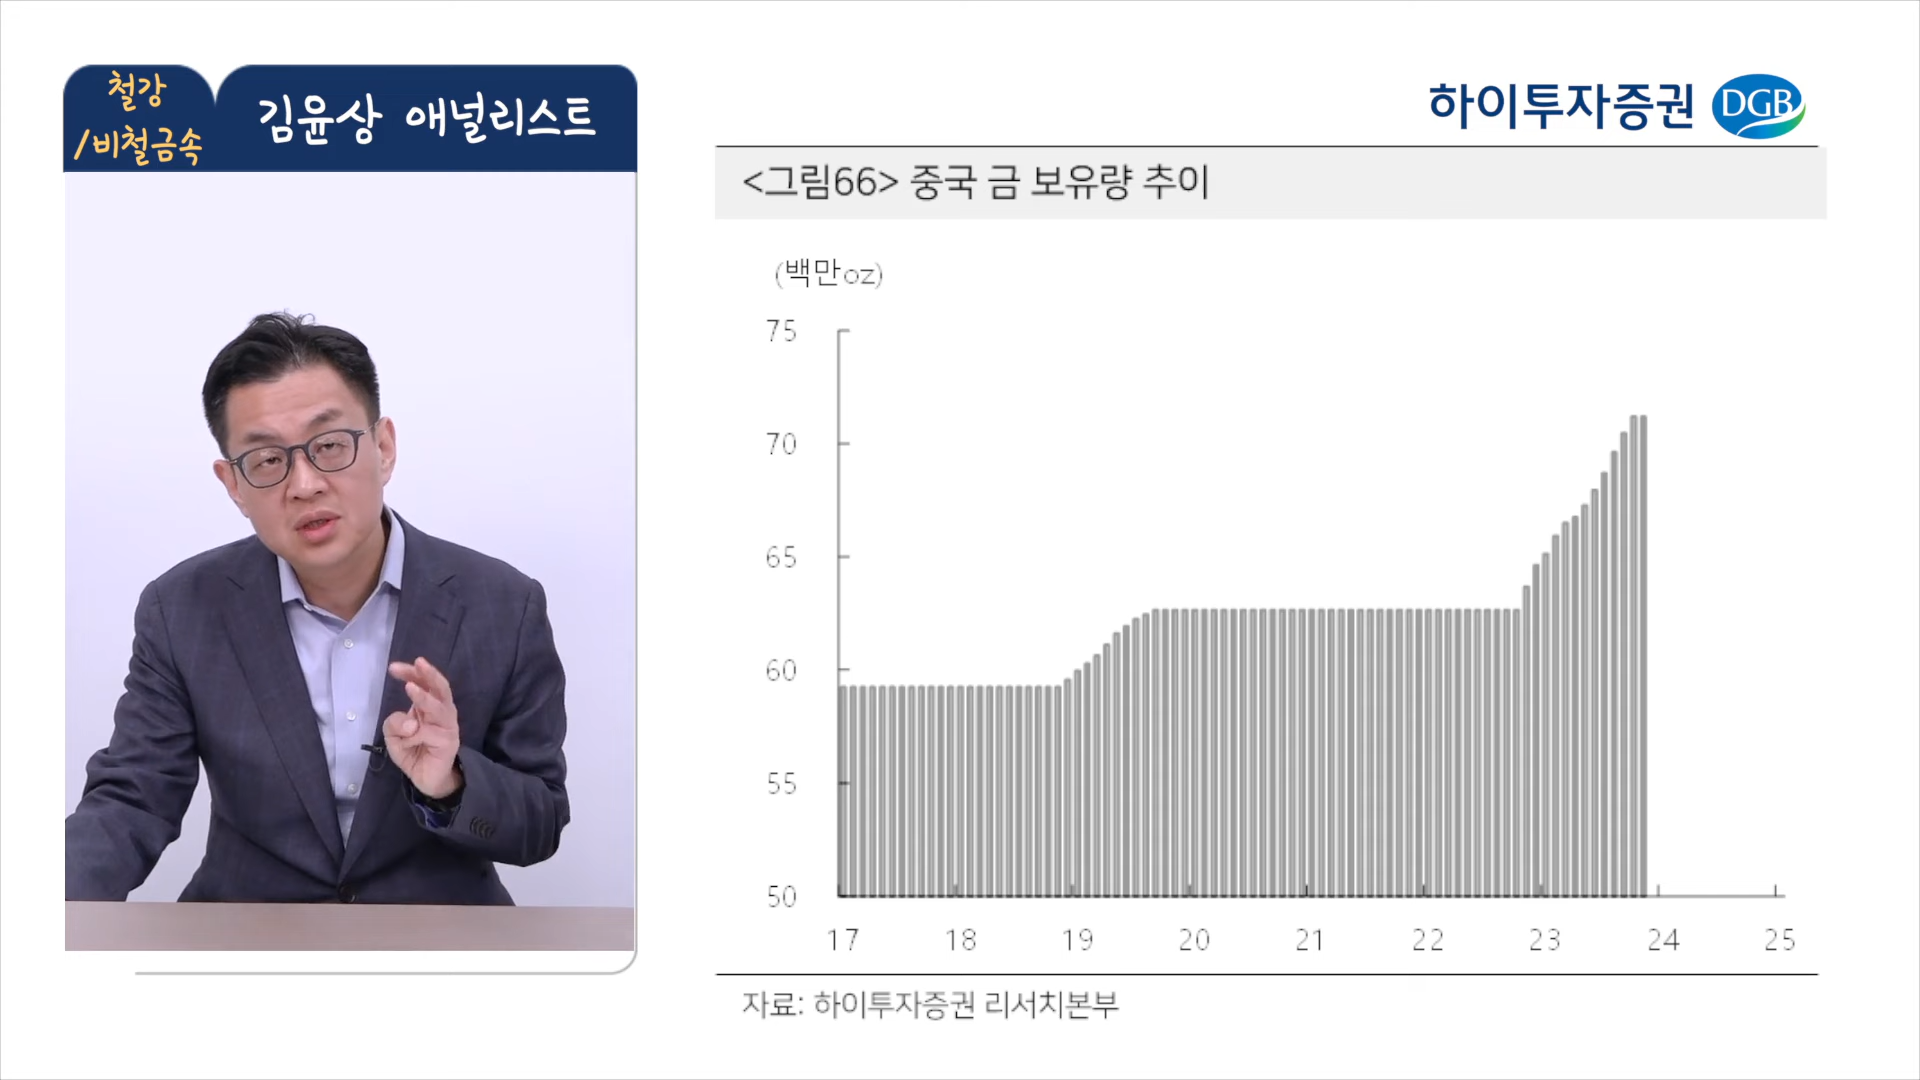 철강
/비철금속
김윤상 애널리스트
하이투자증권 DGB
<그림66> 중국 금 보유량 추이
(백만oz)
75
70
65
60
55
50
17 18 19 20 21 22 23 24 25
자료: 하이투자증권 리서치본부